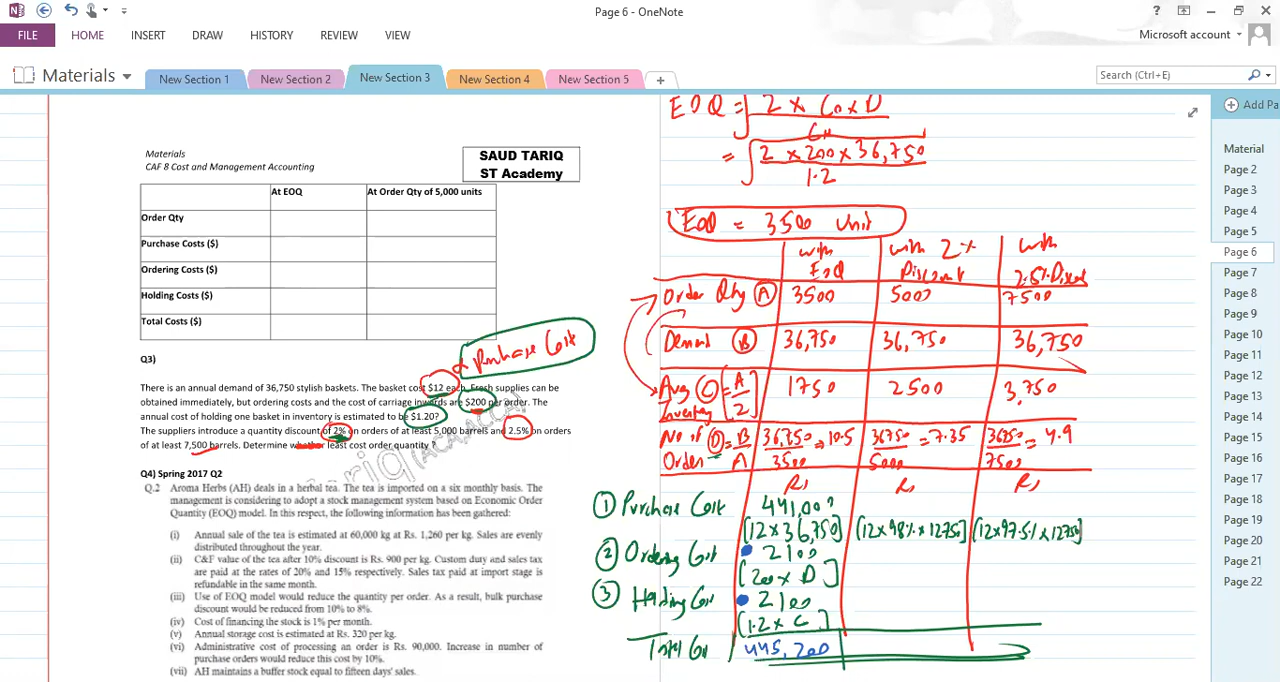 Page 6 - OneNote
FILE HOME INSERT DRAW HISTORY REVIEW VIEW
Microsoft account
Materials
New Section 1
New Section 2
New Section 3
New Section 4
New Section 5
Search (Ctrl+E)
Add Pa
Material
Page 2
Page 3
Page 4
Page 5
Page 6
Page 7
Page 8
Page 9
Page 10
Page 11
Page 12
Page 13
Page 14
Page 15
Page 16
Page 17
Page 18
Page 19
Page 20
Page 21
Page 22
Materials
CAF 8 Cost and Management Accounting
SAUD TARIQ
ST Academy
At EOQ At Order Qty of 5,000 units
Order Qty
Purchase Costs ($)
Ordering Costs ($)
Holding Costs ($)
Total Costs ($)
Purchase Cost
Q3)
There is an annual demand of 36,750 stylish baskets. The basket cost $12 each. Fresh supplies can be
obtained immediately, but ordering costs and the cost of carriage inwards are $200 per order. The
annual cost of holding one basket in inventory is estimated to be $1.20?
The suppliers introduce a quantity discount of 2% on orders of at least 5,000 barrels and 2.5% on orders
of at least 7,500 barrels. Determine whether least cost order quantity ?
Q4) Spring 2017 Q2
Q.2 Aroma Herbs (AH) deals in a herbal tea. The tea is imported on a six monthly basis. The
management is considering to adopt a stock management system based on Economic Order
Quantity (EOQ) model. In this respect, the following information has been gathered:
(i) Annual sale of the tea is estimated at 60,000 kg at Rs. 1,260 per kg. Sales are evenly
distributed throughout the year.
(ii) C&F value of the tea after 10% discount is Rs. 900 per kg. Custom duty and sales tax
are paid at the rates of 20% and 15% respectively. Sales tax paid at import stage is
refundable in the same month.
(iii) Use of EOQ model would reduce the quantity per order. As a result, bulk purchase
discount would be reduced from 10% to 8%.
(iv) Cost of financing the stock is 1% per month.
(v) Annual storage cost is estimated at Rs. 320 per kg.
(vi) Administrative cost of processing an order is Rs. 90,000. Increase in number of
purchase orders would reduce this cost by 10%.
(vii) AH maintains a buffer stock equal to fifteen days' sales.
EOQ = √ 2 x Co x D
CH
= √ 2 x 200 x 36,750
1.2
EOQ = 3500 Unit
with EOQ with 2% Discount with 2.5% Discou
Order Qty (A) 3500 5000 7500
Demand (B) 36,750 36,750 36,750
Avg Inventory (C) = A/2 1750 2500 3,750
No of Order (D) = B/A 36,750/3500 = 10.5 36750/5000 = 7.35 36750/7500 = 4.9
Rs Rs Rs
① Purchase Cost 441,000
[12 x 36,750] [12 x 98% x 12750] [12 x 97.5% x 12750]
② Ordering Cost 2100
[200 x D]
③ Holding Cost 2100
[1.2 x C]
Total Cost 445,200